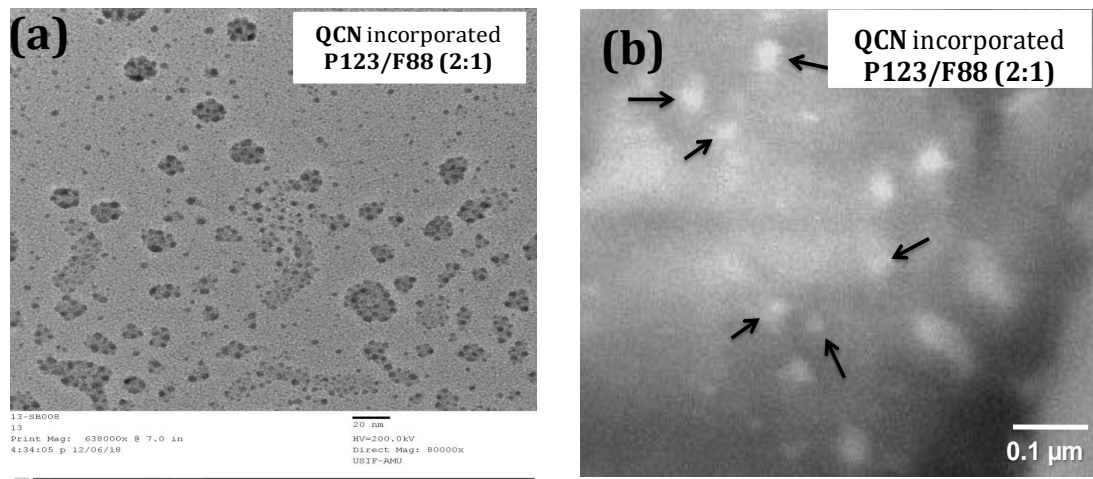 (a)
QCN incorporated
P123/F88 (2:1)
13-SB008
13
Print Mag: 638000x @ 7.0 in
4:34:05 p 12/06/18
20 nm
HV=200.0kV
Direct Mag: 80000x
USIF-AMU
(b)
QCN incorporated
P123/F88 (2:1)
0.1 µm